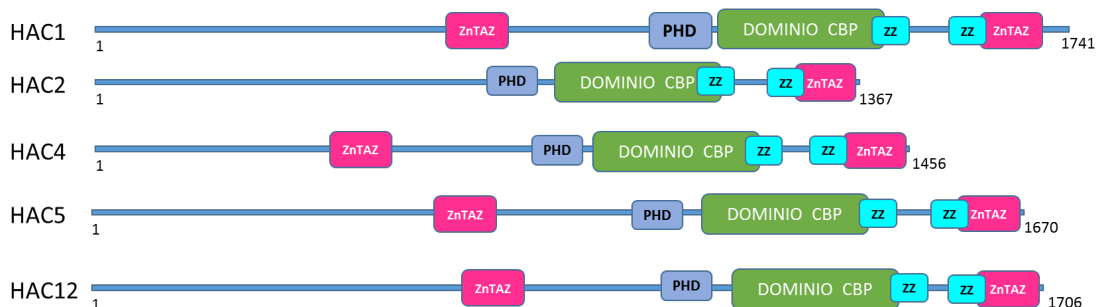 HAC1 ZnTAZ PHD DOMINIO CBP ZZ ZZ ZnTAZ
1 1741
HAC2 PHD DOMINIO CBP ZZ ZZ ZnTAZ
1 1367
HAC4 ZnTAZ PHD DOMINIO CBP ZZ ZZ ZnTAZ
1 1456
HAC5 ZnTAZ PHD DOMINIO CBP ZZ ZZ ZnTAZ
1 1670
HAC12 ZnTAZ PHD DOMINIO CBP ZZ ZZ ZnTAZ
1 1706